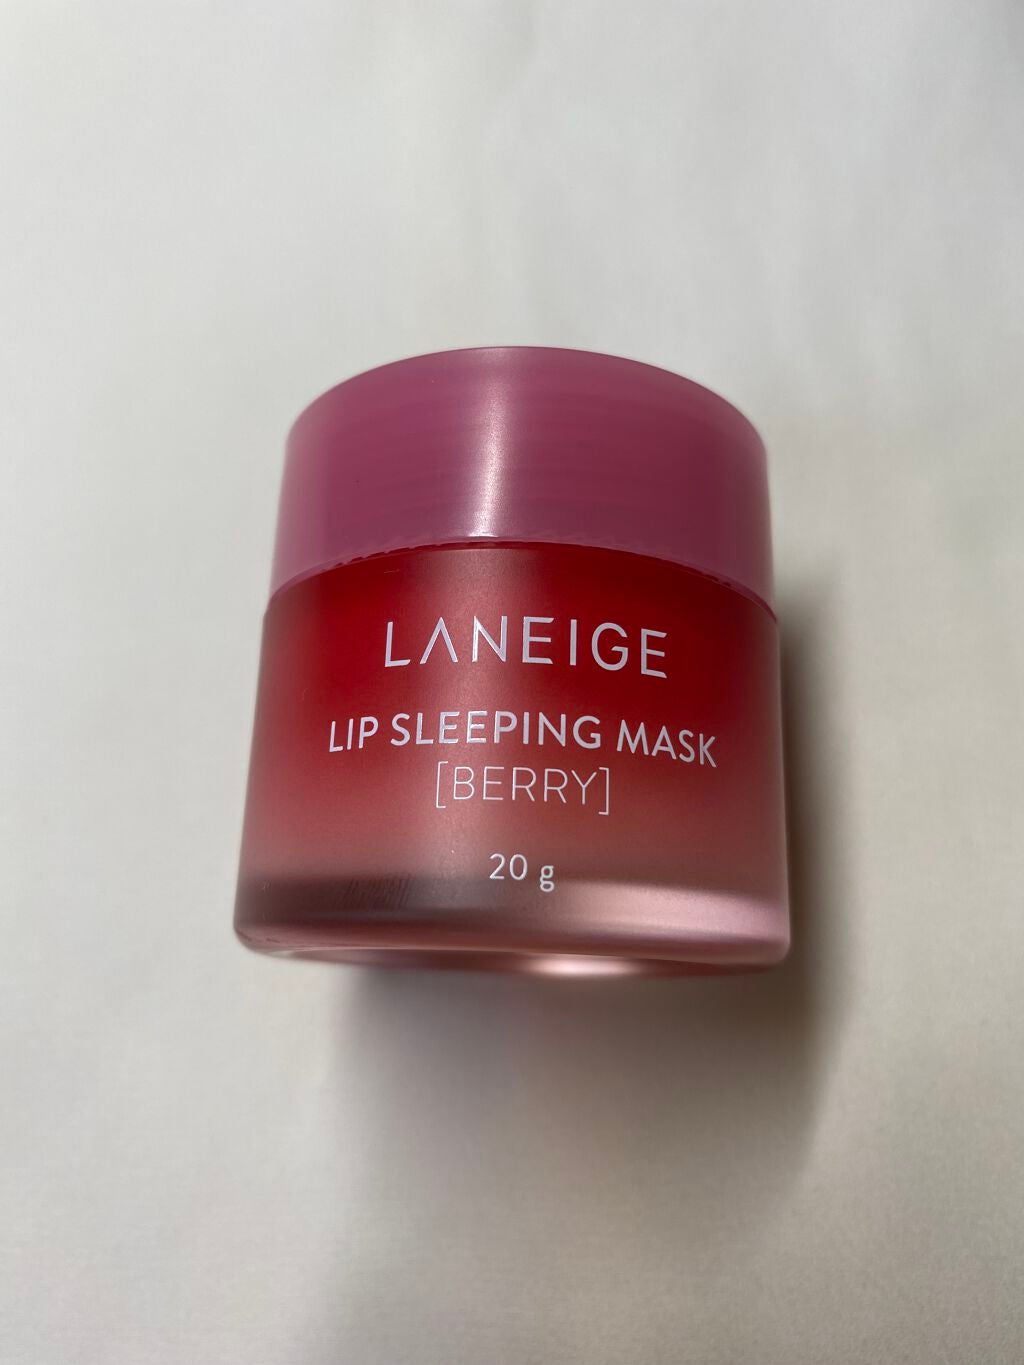 LANEIGE
LIP SLEEPING MASK
[BERRY]
20 g